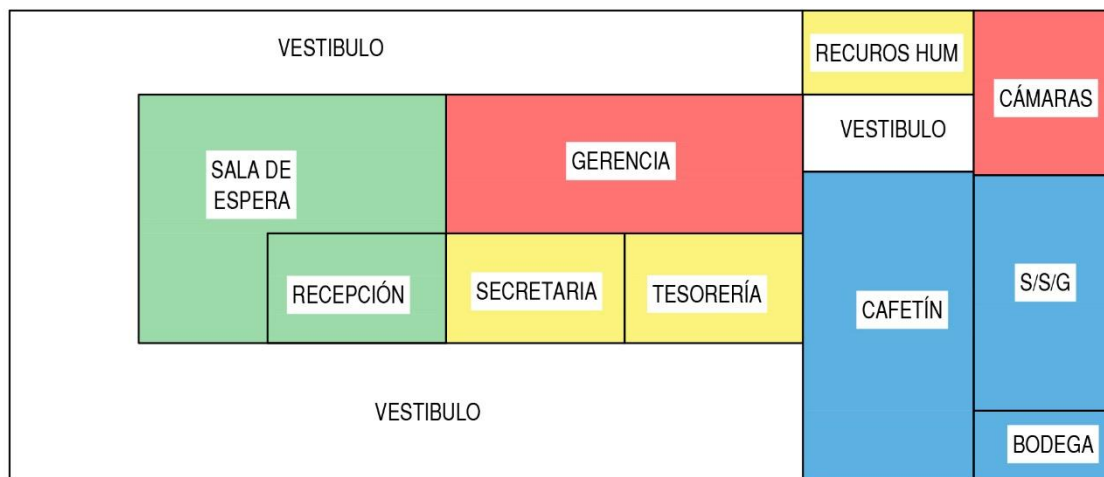 VESTIBULO
RECUROS HUM
CÁMARAS
VESTIBULO
GERENCIA
SALA DE
ESPERA
RECEPCIÓN
SECRETARIA
TESORERÍA
CAFETÍN
S/S/G
VESTIBULO
BODEGA